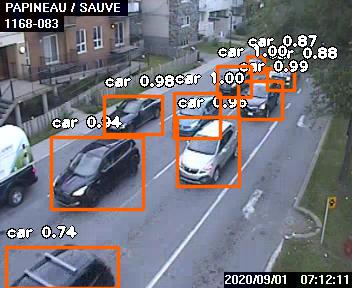 PAPINEAU / SAUVE
1168-083
car 0.87
car 1.00
car 0.88
car 0.99
car 0.98
car 1.00
car 0.94
car 0.74
2020/09/01 07:12:11